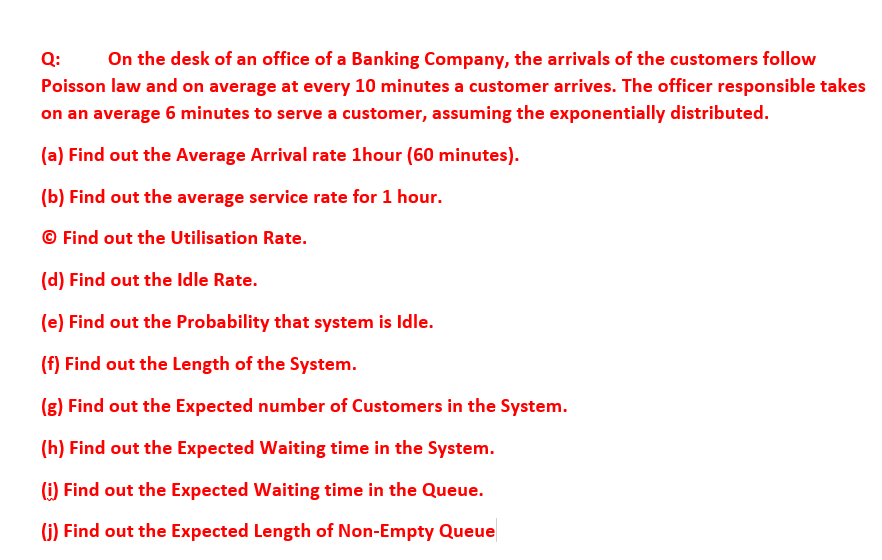 Q: On the desk of an office of a Banking Company, the arrivals of the customers follow
Poisson law and on average at every 10 minutes a customer arrives. The officer responsible takes
on an average 6 minutes to serve a customer, assuming the exponentially distributed.
(a) Find out the Average Arrival rate 1hour (60 minutes).
(b) Find out the average service rate for 1 hour.
© Find out the Utilisation Rate.
(d) Find out the Idle Rate.
(e) Find out the Probability that system is Idle.
(f) Find out the Length of the System.
(g) Find out the Expected number of Customers in the System.
(h) Find out the Expected Waiting time in the System.
(i) Find out the Expected Waiting time in the Queue.
(j) Find out the Expected Length of Non-Empty Queue